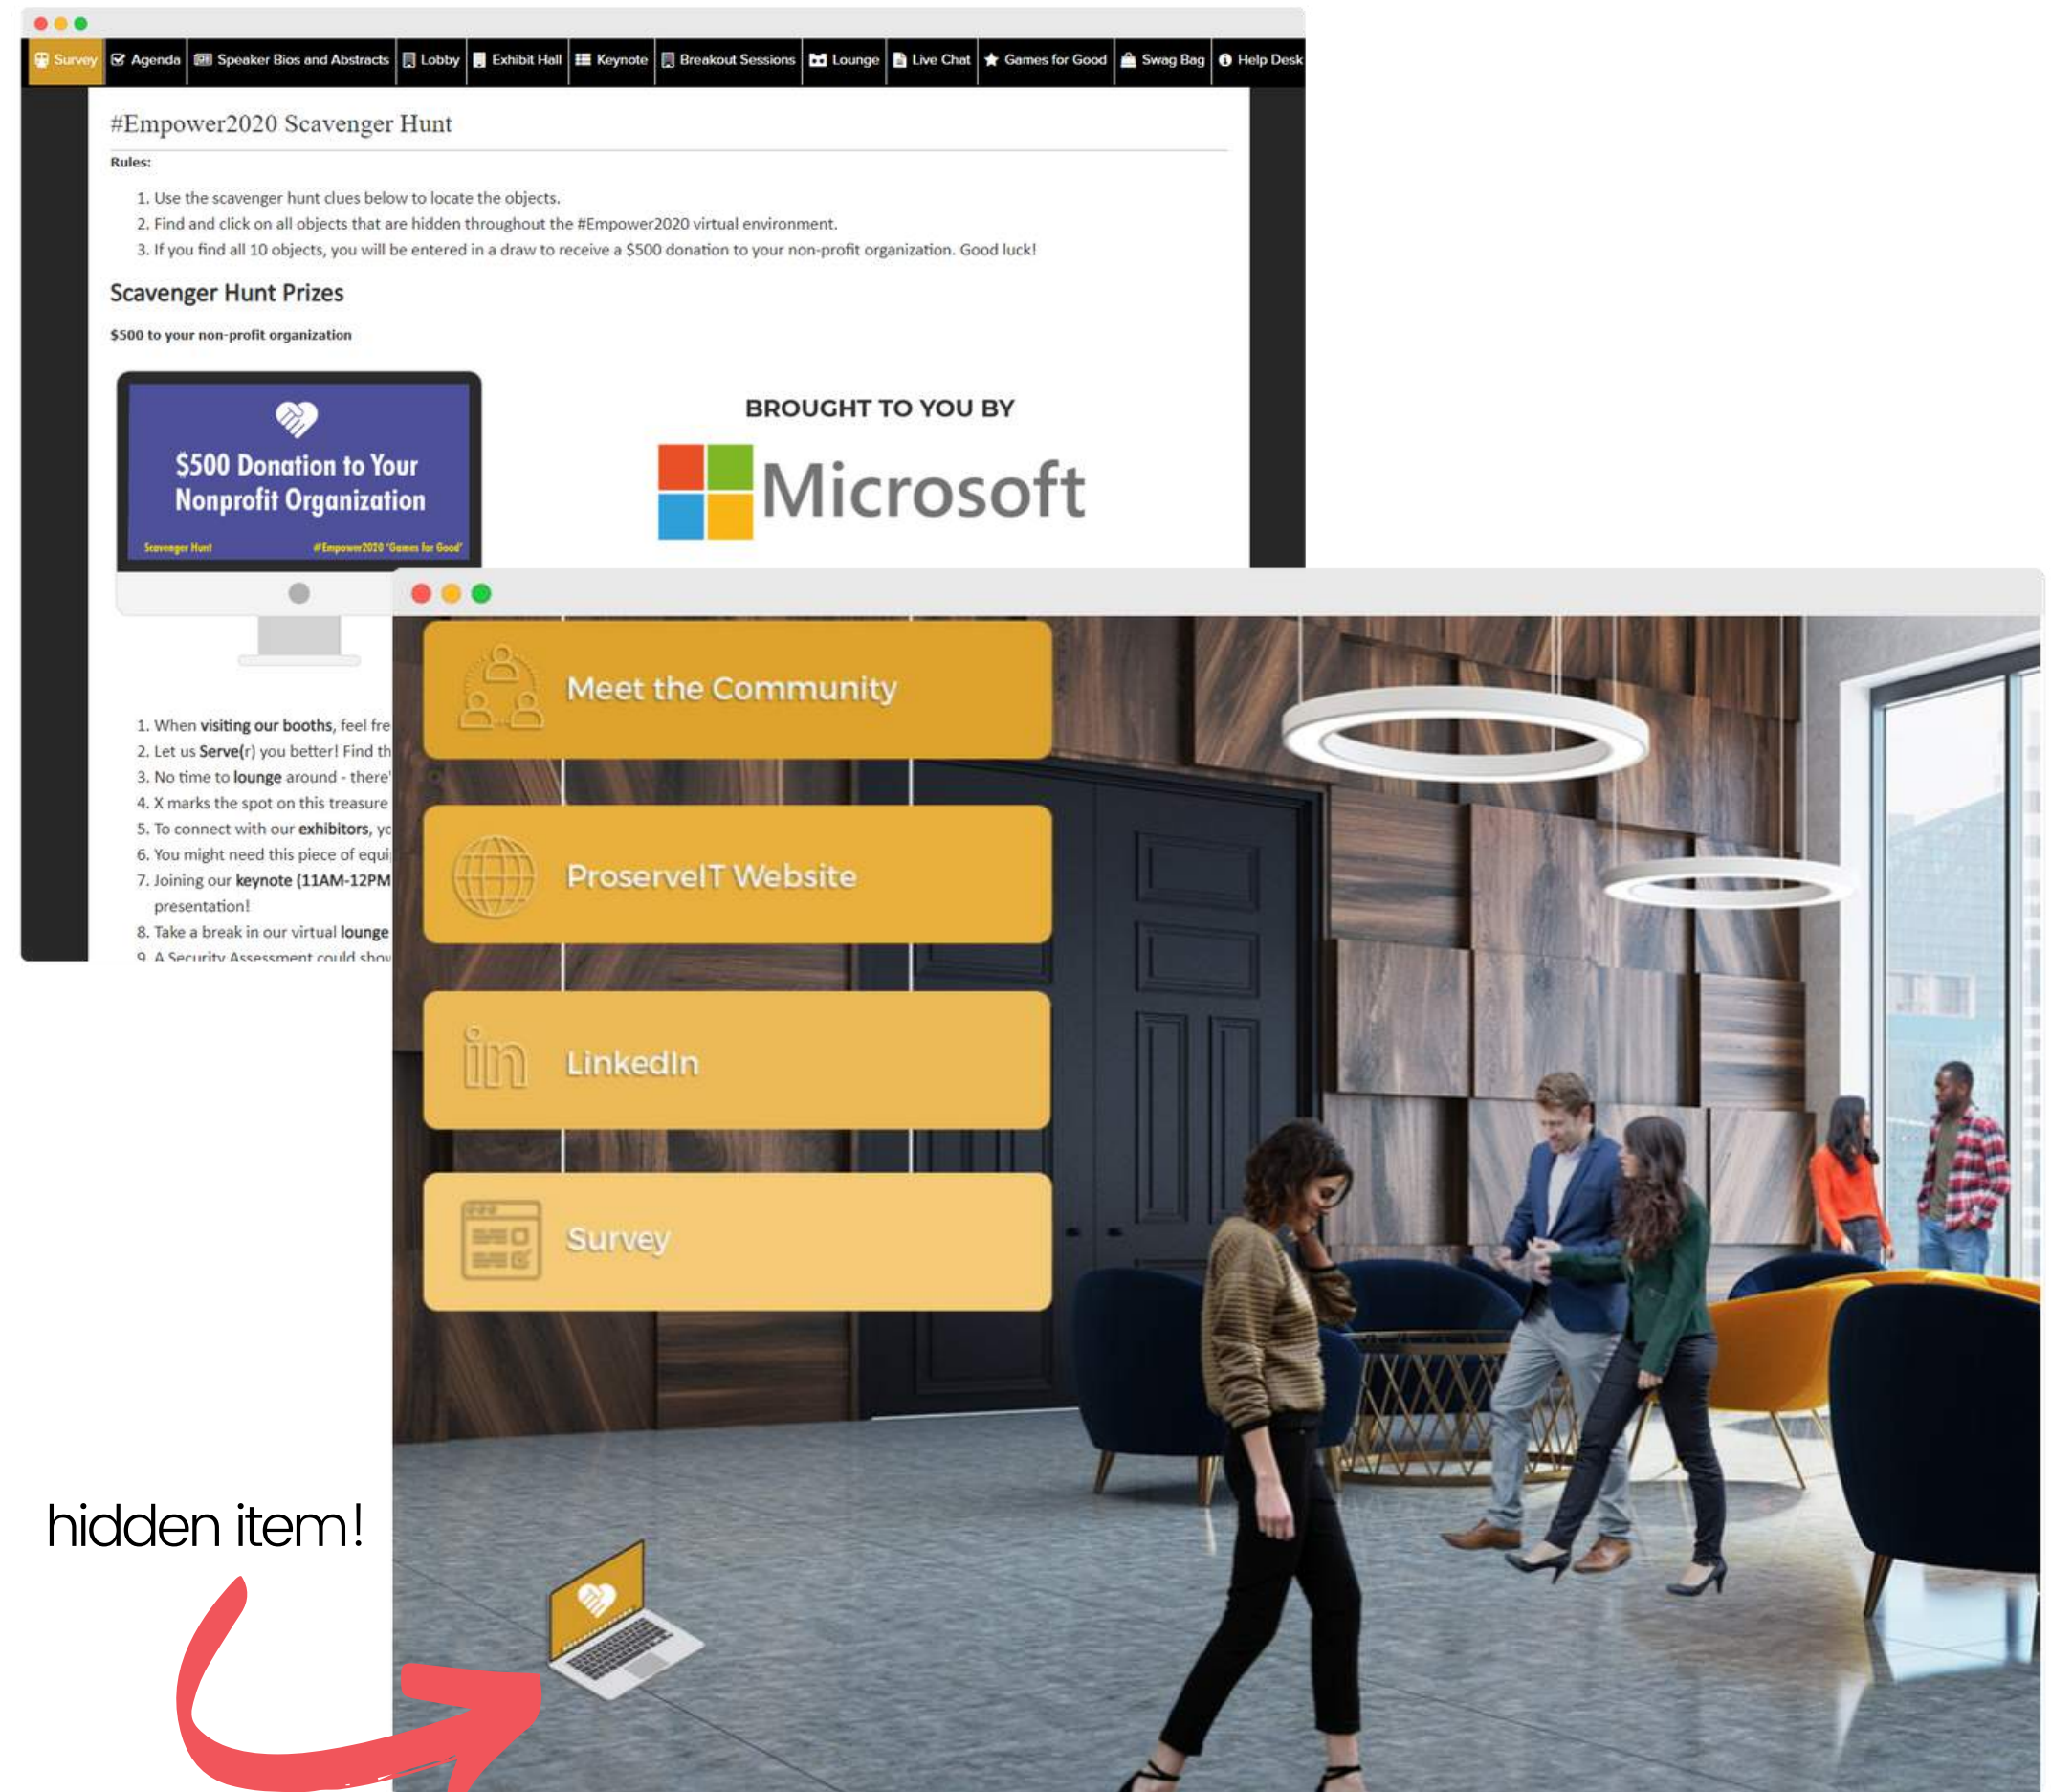 Survey Agenda Speaker Bios and Abstracts Lobby Exhibit Hall Keynote Breakout Sessions Lounge Live Chat Games for Good Swag Bag Help Desk
#Empower2020 Scavenger Hunt
Rules:
1. Use the scavenger hunt clues below to locate the objects.
2. Find and click on all objects that are hidden throughout the #Empower2020 virtual environment.
3. If you find all 10 objects, you will be entered in a draw to receive a $500 donation to your non-profit organization. Good luck!
Scavenger Hunt Prizes
$500 to your non-profit organization
$500 Donation to Your
Nonprofit Organization
Scavenger Hunt #Empower2020 'Games for Good'
BROUGHT TO YOU BY
Microsoft
1. When visiting our booths, feel fre
2. Let us Serve(r) you better! Find th
3. No time to lounge around - there'
4. X marks the spot on this treasure
5. To connect with our exhibitors, yo
6. You might need this piece of equi
7. Joining our keynote (11AM-12PM
presentation!
8. Take a break in our virtual lounge
9. A Security Assessment could show
Meet the Community
ProserveIT Website
in LinkedIn
Survey
hidden item!